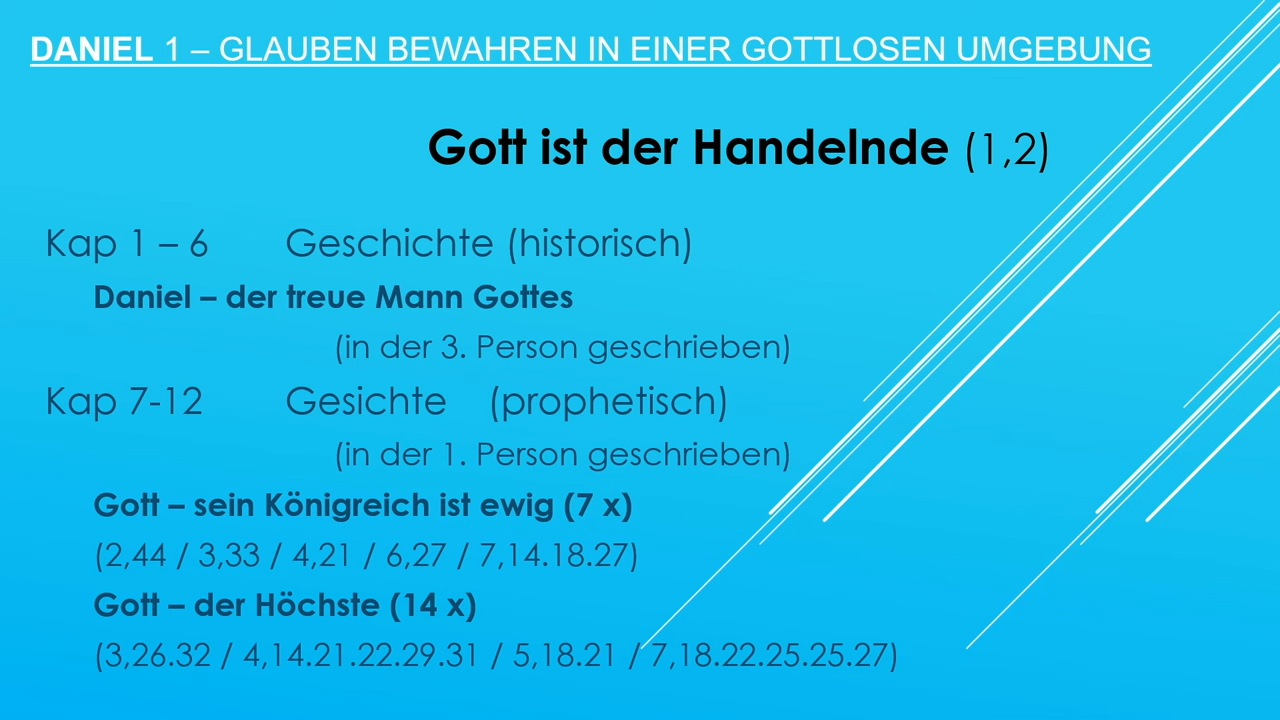 DANIEL 1 – GLAUBEN BEWAHREN IN EINER GOTTLOSEN UMGEBUNG
Gott ist der Handelnde (1,2)
Kap 1 – 6 Geschichte (historisch)
Daniel – der treue Mann Gottes
(in der 3. Person geschrieben)
Kap 7-12 Gesichte (prophetisch)
(in der 1. Person geschrieben)
Gott – sein Königreich ist ewig (7 x)
(2,44 / 3,33 / 4,21 / 6,27 / 7,14.18.27)
Gott – der Höchste (14 x)
(3,26.32 / 4,14.21.22.29.31 / 5,18.21 / 7,18.22.25.25.27)